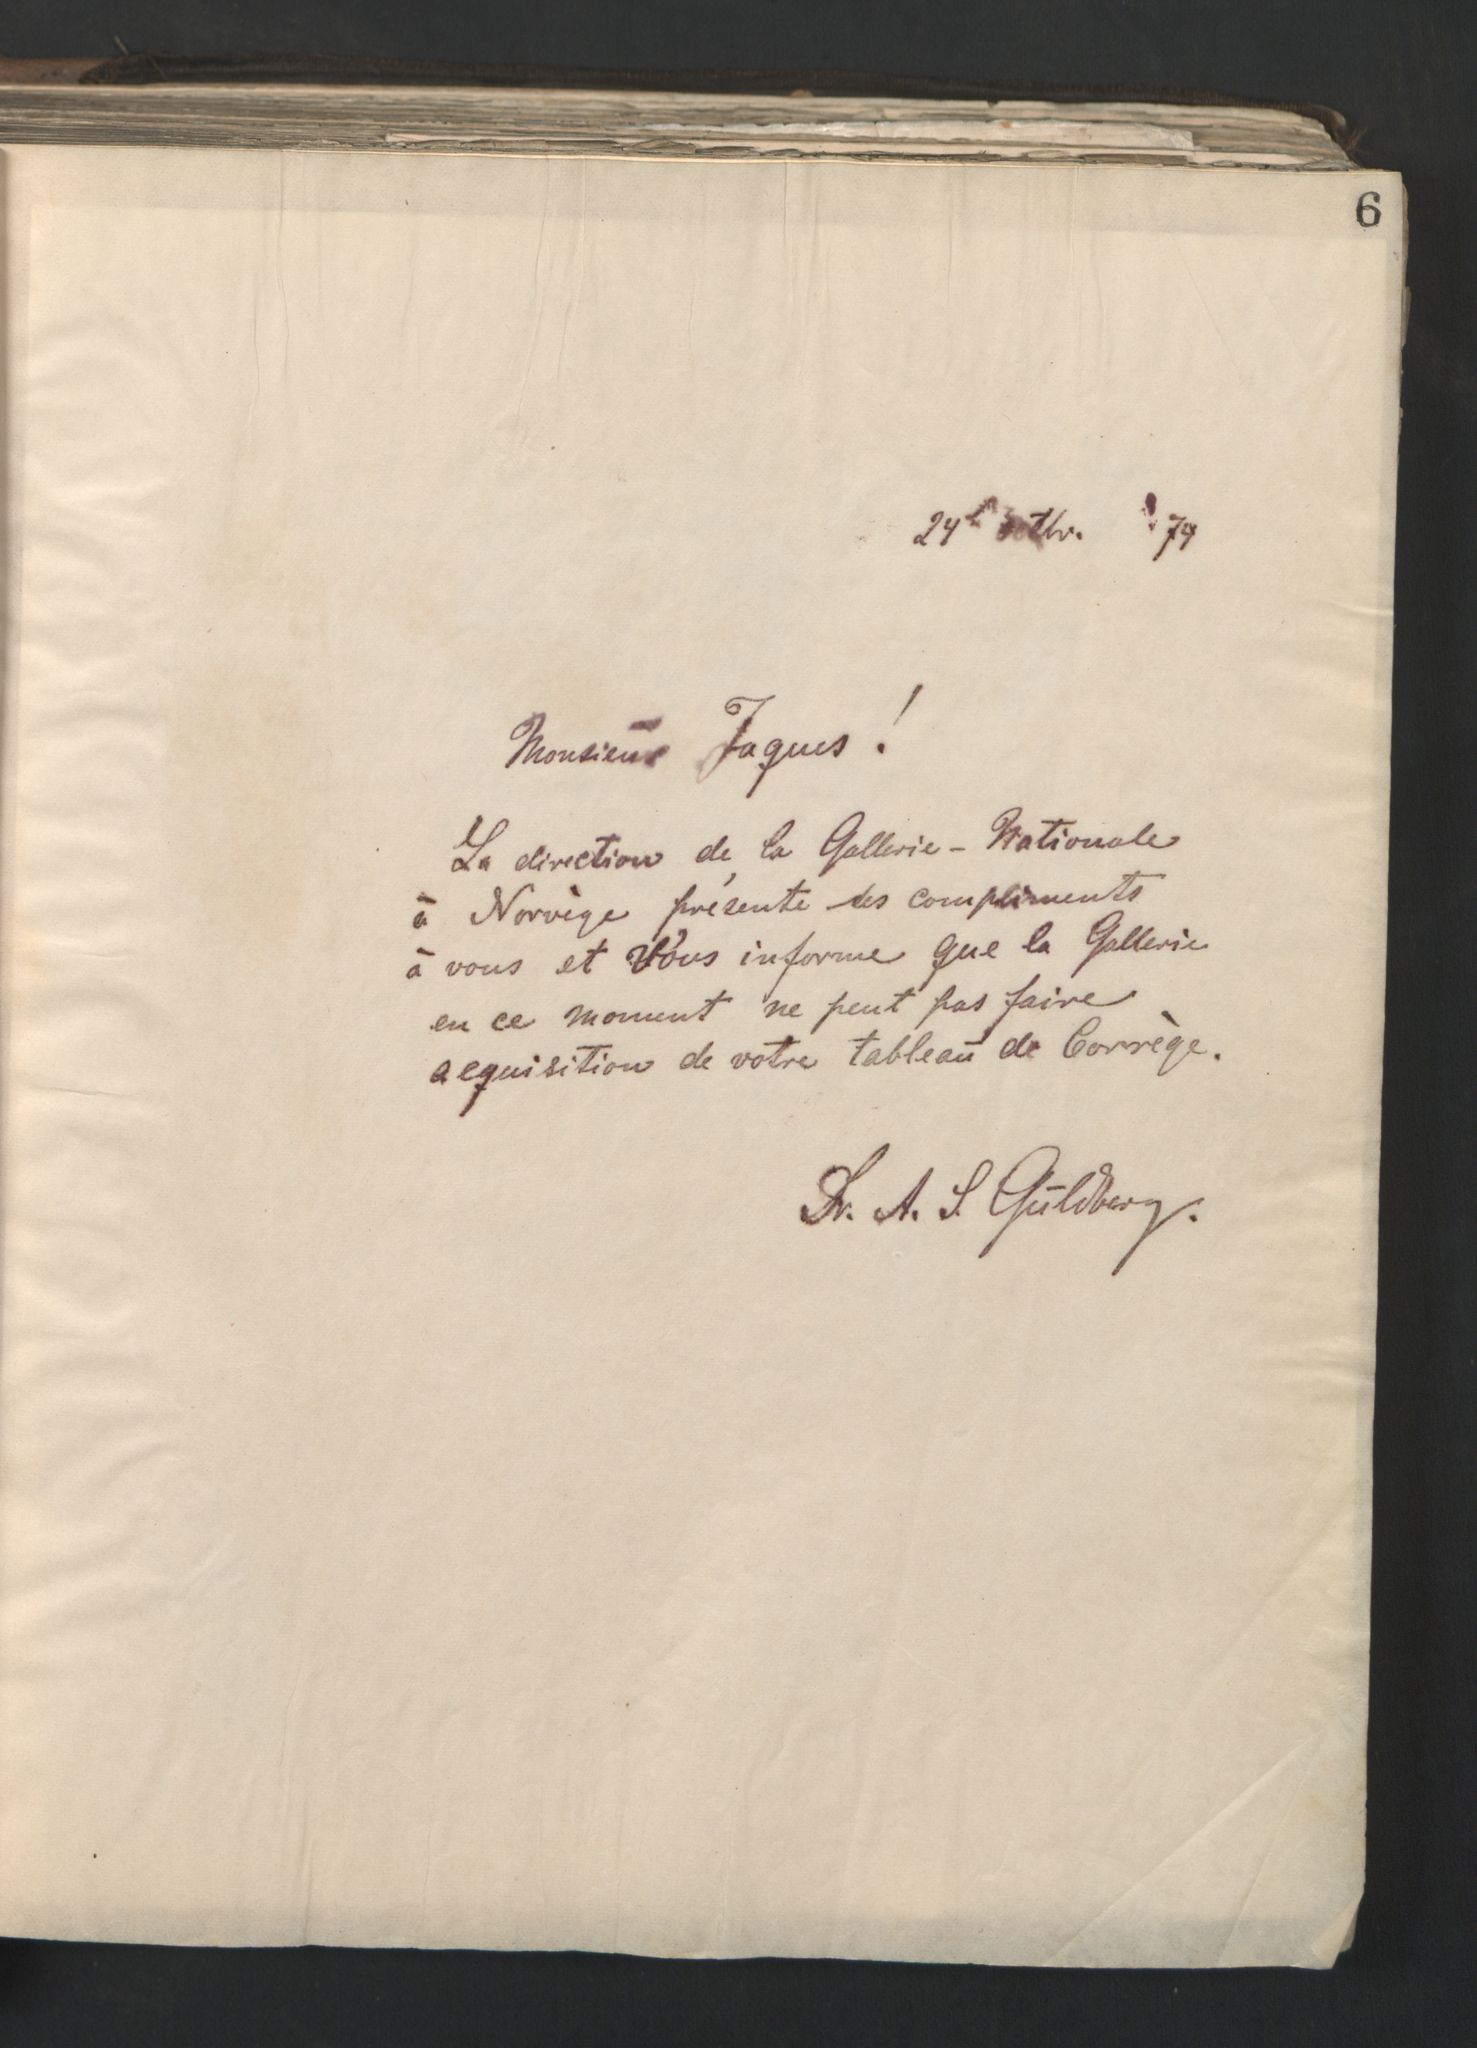 6
24 Octbr. 79
Monsieur Jaques!
La direction de la Gallerie-Nationale
à Norvège présente des compliments
à vous et Vous informe que la Gallerie
en ce moment ne peut pas faire
acquisition de votre tableau de Corrège.
Dr. A. S. Guldberg.